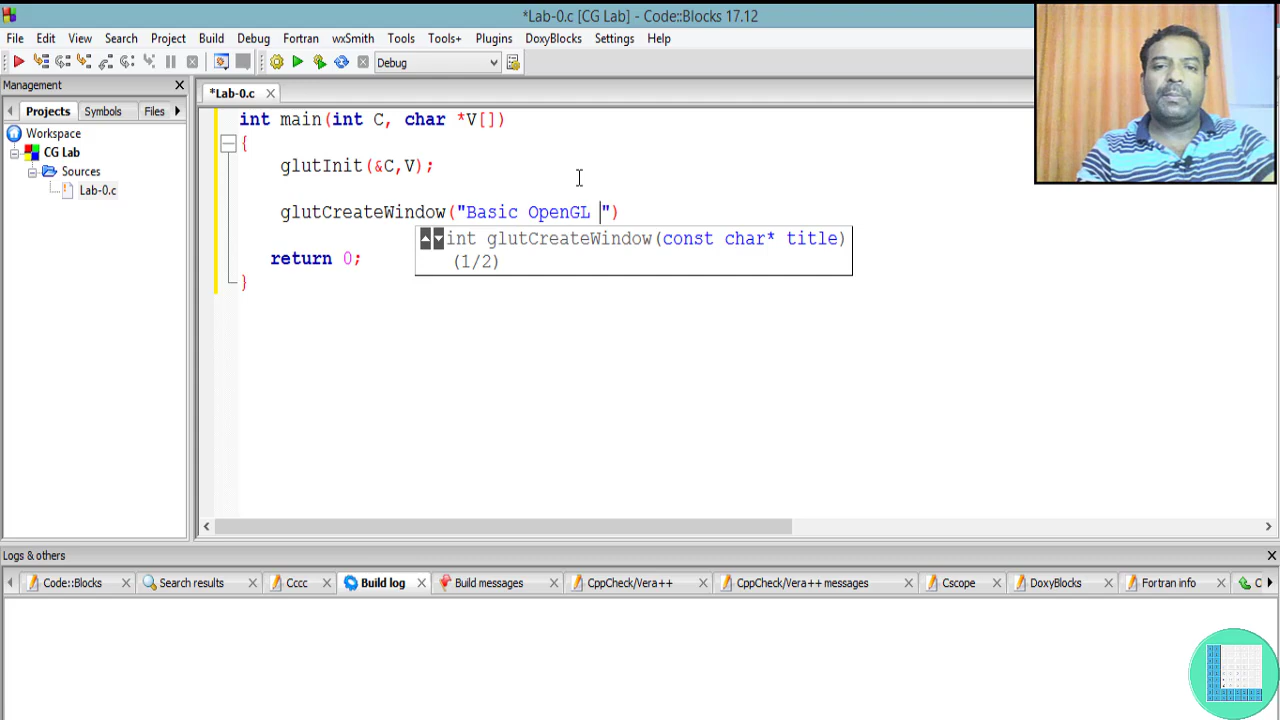 *Lab-0.c [CG Lab] - Code::Blocks 17.12
File Edit View Search Project Build Debug Fortran wxSmith Tools Tools+ Plugins DoxyBlocks Settings Help
Debug
Management
*Lab-0.c
Projects Symbols Files
Workspace
CG Lab
Sources
Lab-0.c
int main(int C, char *V[])
{
glutInit(&C,V);
glutCreateWindow("Basic OpenGL ")
int glutCreateWindow(const char* title)
(1/2)
return 0;
}
Logs & others
Code::Blocks Search results Cccc Build log Build messages CppCheck/Vera++ CppCheck/Vera++ messages Cscope DoxyBlocks Fortran info C